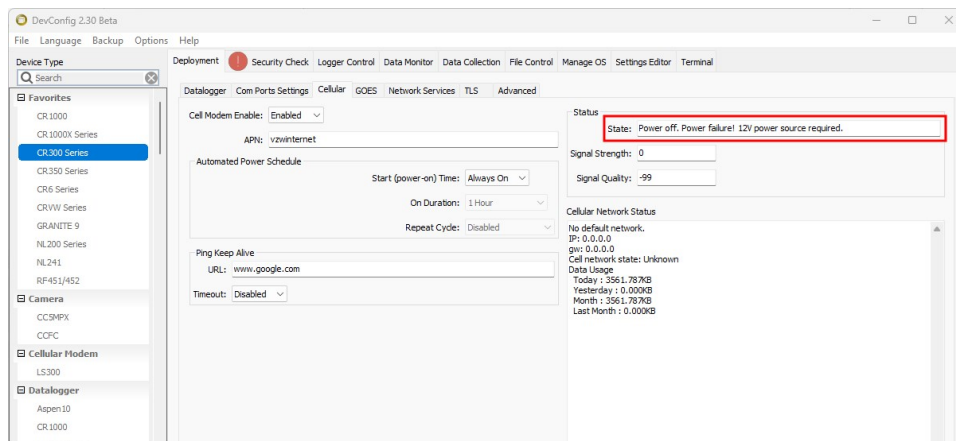 DevConfig 2.30 Beta
File Language Backup Options Help
Device Type
Search
Favorites
CR1000
CR1000X Series
CR300 Series
CR350 Series
CR6 Series
CRVW Series
GRANITE 9
NL200 Series
NL241
RF451/452
Camera
CC5MPX
CCFC
Cellular Modem
LS300
Datalogger
Aspen10
CR1000
Deployment ! Security Check Logger Control Data Monitor Data Collection File Control Manage OS Settings Editor Terminal
Datalogger Com Ports Settings Cellular GOES Network Services TLS Advanced
Cell Modem Enable: Enabled
APN: vzwinternet
Automated Power Schedule
Start (power-on) Time: Always On
On Duration: 1 Hour
Repeat Cycle: Disabled
Ping Keep Alive
URL: www.google.com
Timeout: Disabled
Status
State: Power off. Power failure! 12V power source required.
Signal Strength: 0
Signal Quality: -99
Cellular Network Status
No default network.
IP: 0.0.0.0
gw: 0.0.0.0
Cell network state: Unknown
Data Usage
Today : 3561.787KB
Yesterday : 0.000KB
Month : 3561.787KB
Last Month : 0.000KB